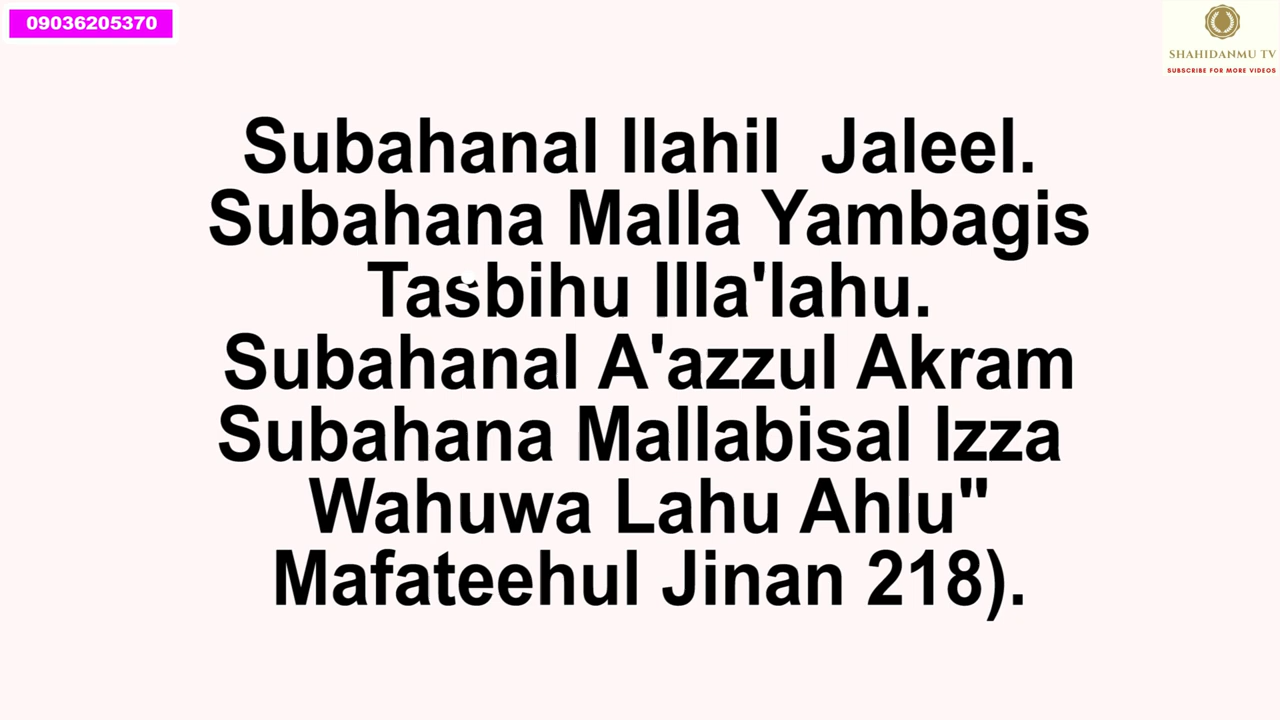 09036205370
SHAHIDANMU TV
SUBSCRIBE FOR MORE VIDEOS
Subahanal Ilahil Jaleel.
Subahana Malla Yambagis
Tasbihu Illa'lahu.
Subahanal A'azzul Akram
Subahana Mallabisal Izza
Wahuwa Lahu Ahlu"
Mafateehul Jinan 218).